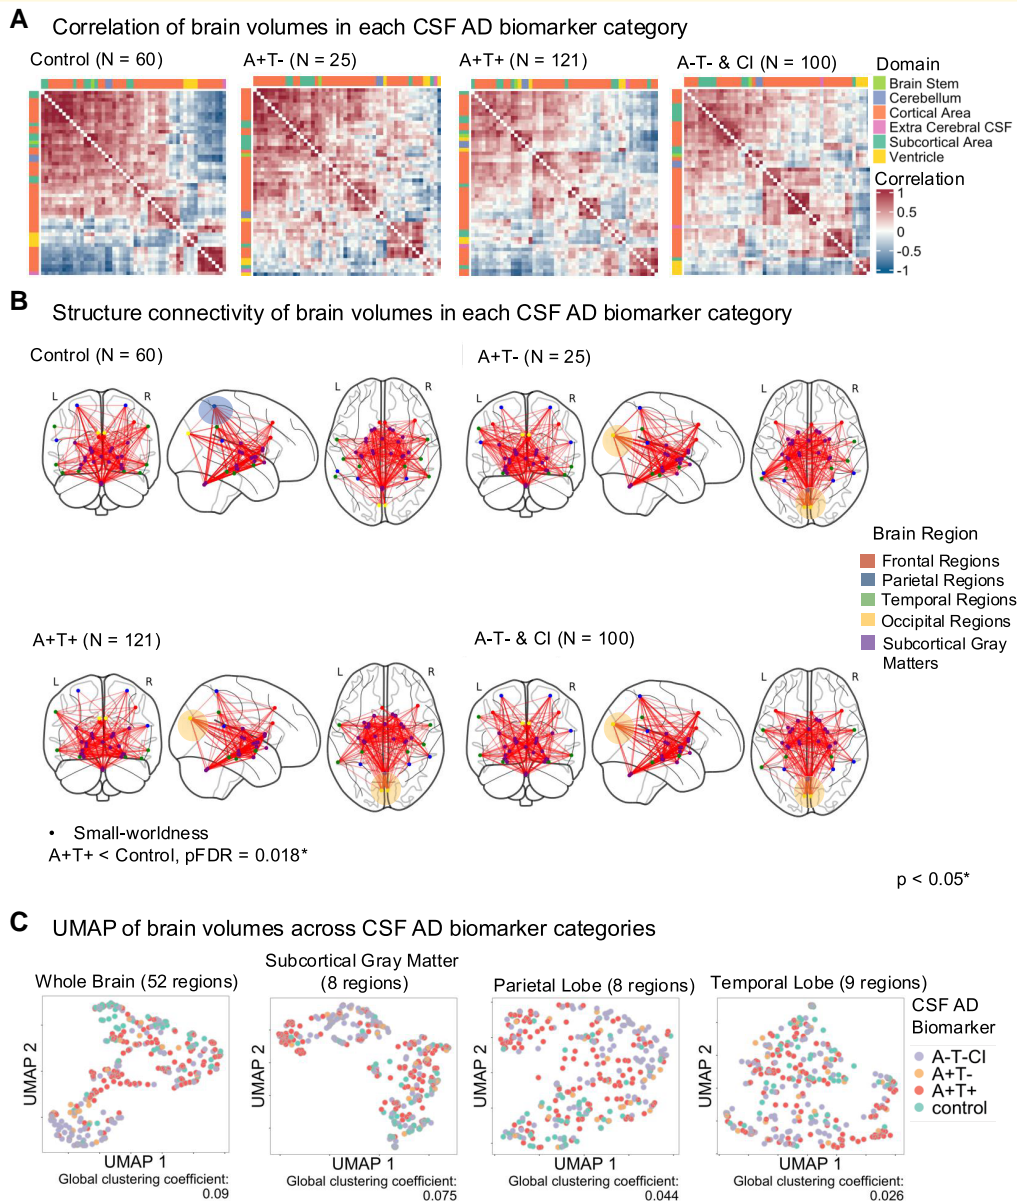 A Correlation of brain volumes in each CSF AD biomarker category
Control (N = 60)
A+T- (N = 25)
A+T+ (N = 121)
A-T- & CI (N = 100)
Domain
Brain Stem
Cerebellum
Cortical Area
Extra Cerebral CSF
Subcortical Area
Ventricle
Correlation
1
0.5
0
-0.5
-1
B Structure connectivity of brain volumes in each CSF AD biomarker category
Control (N = 60)
A+T- (N = 25)
L R
L R
L R
L R
Brain Region
Frontal Regions
Parietal Regions
Temporal Regions
Occipital Regions
Subcortical Gray
Matters
A+T+ (N = 121)
A-T- & CI (N = 100)
L R
L R
L R
L R
• Small-worldness
A+T+ < Control, pFDR = 0.018*
p < 0.05*
C UMAP of brain volumes across CSF AD biomarker categories
Whole Brain (52 regions)
UMAP 2
UMAP 1
Global clustering coefficient:
0.09
Subcortical Gray Matter
(8 regions)
UMAP 2
UMAP 1
Global clustering coefficient:
0.075
Parietal Lobe (8 regions)
UMAP 2
UMAP 1
Global clustering coefficient:
0.044
Temporal Lobe (9 regions)
UMAP 2
UMAP 1
Global clustering coefficient:
0.026
CSF AD
Biomarker
A-T-CI
A+T-
A+T+
control